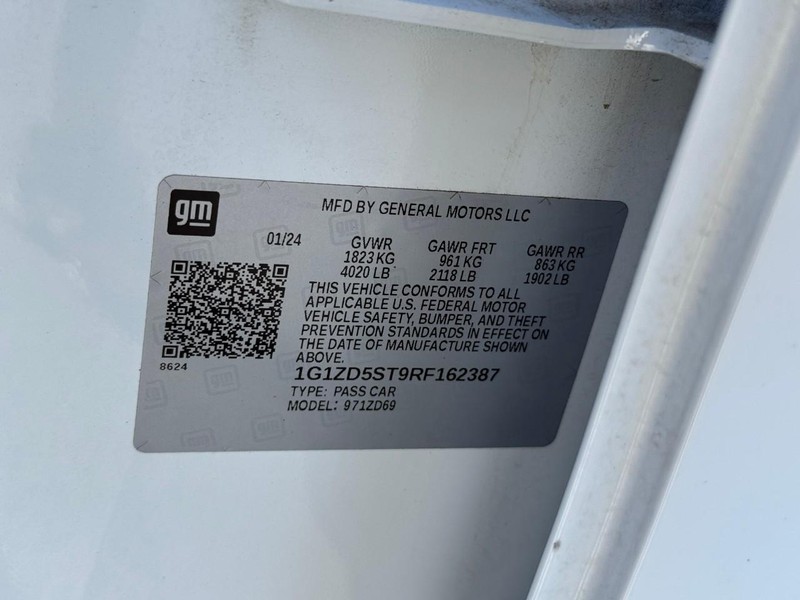 gm
MFD BY GENERAL MOTORS LLC
01/24 GVWR GAWR FRT GAWR RR
1823 KG 961 KG 863 KG
4020 LB 2118 LB 1902 LB
THIS VEHICLE CONFORMS TO ALL
APPLICABLE U.S. FEDERAL MOTOR
VEHICLE SAFETY, BUMPER, AND THEFT
PREVENTION STANDARDS IN EFFECT ON
THE DATE OF MANUFACTURE SHOWN
ABOVE.
8624
1G1ZD5ST9RF162387
TYPE: PASS CAR
MODEL: 971ZD69